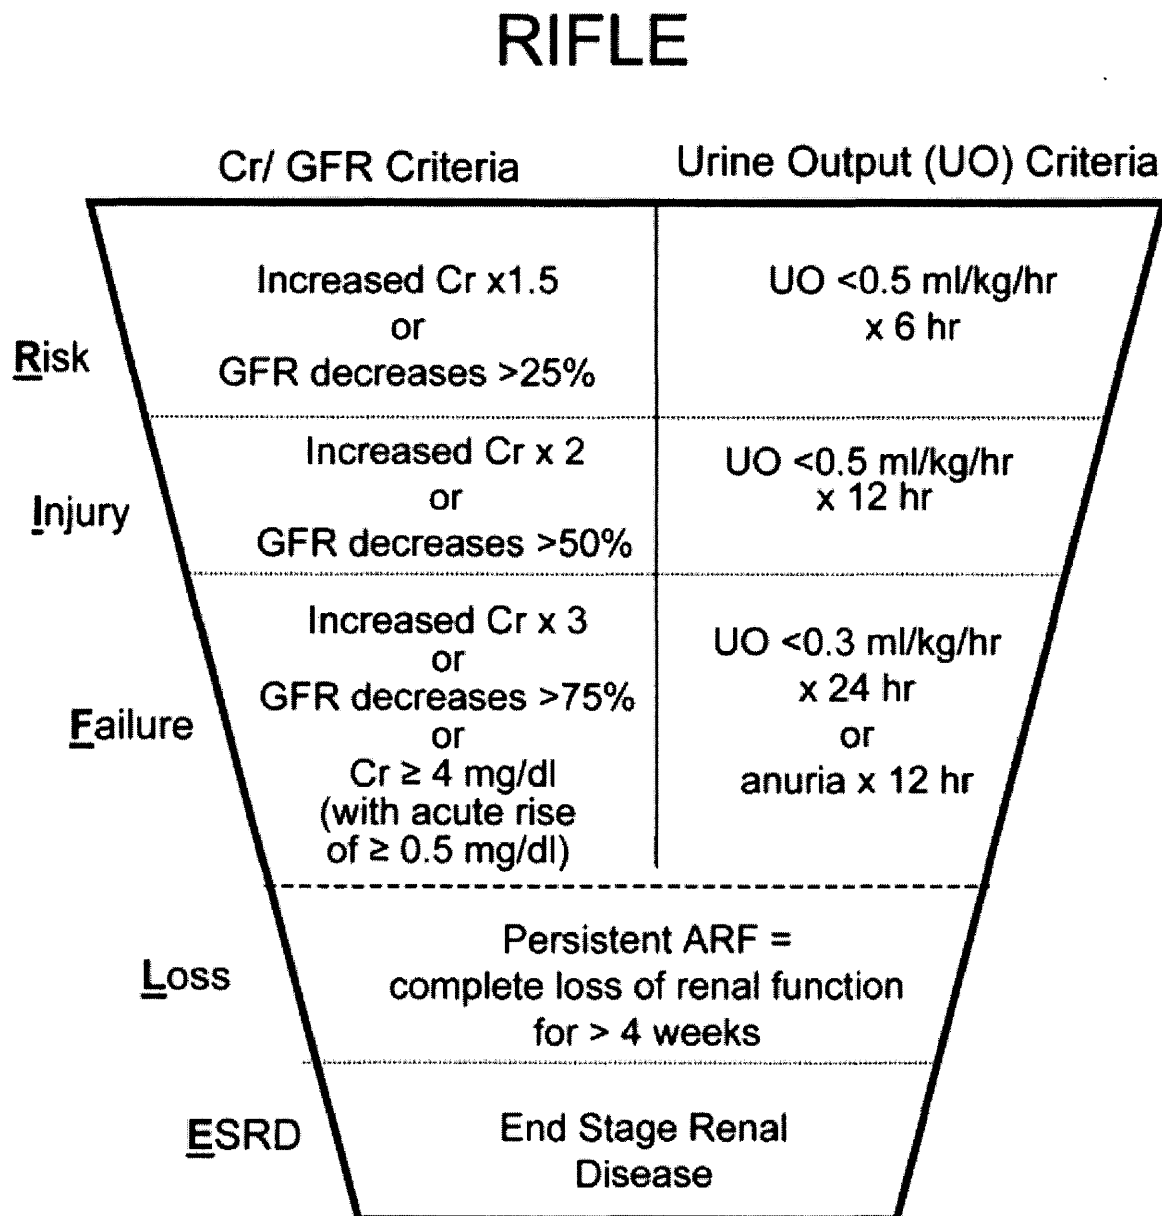 RIFLE
Cr/ GFR Criteria
Urine Output (UO) Criteria
Risk
Increased Cr x1.5
or
GFR decreases >25%
UO <0.5 ml/kg/hr
x 6 hr
Injury
Increased Cr x 2
or
GFR decreases >50%
UO <0.5 ml/kg/hr
x 12 hr
Failure
Increased Cr x 3
or
GFR decreases >75%
or
Cr ≥ 4 mg/dl
(with acute rise
of ≥ 0.5 mg/dl)
UO <0.3 ml/kg/hr
x 24 hr
or
anuria x 12 hr
Loss
Persistent ARF =
complete loss of renal function
for > 4 weeks
ESRD
End Stage Renal
Disease